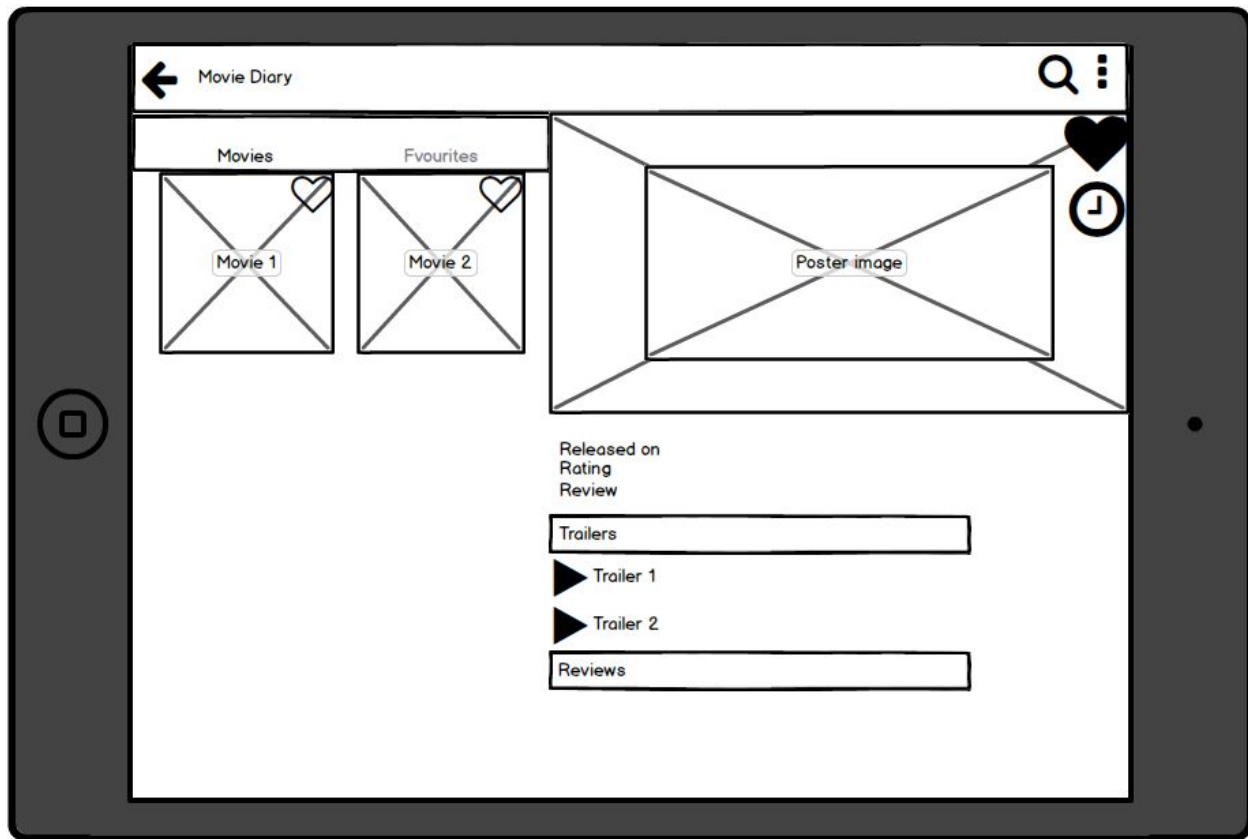 Movie Diary
Movies
Fvourites
Movie 1
Movie 2
Poster image
Released on
Rating
Review
Trailers
Trailer 1
Trailer 2
Reviews